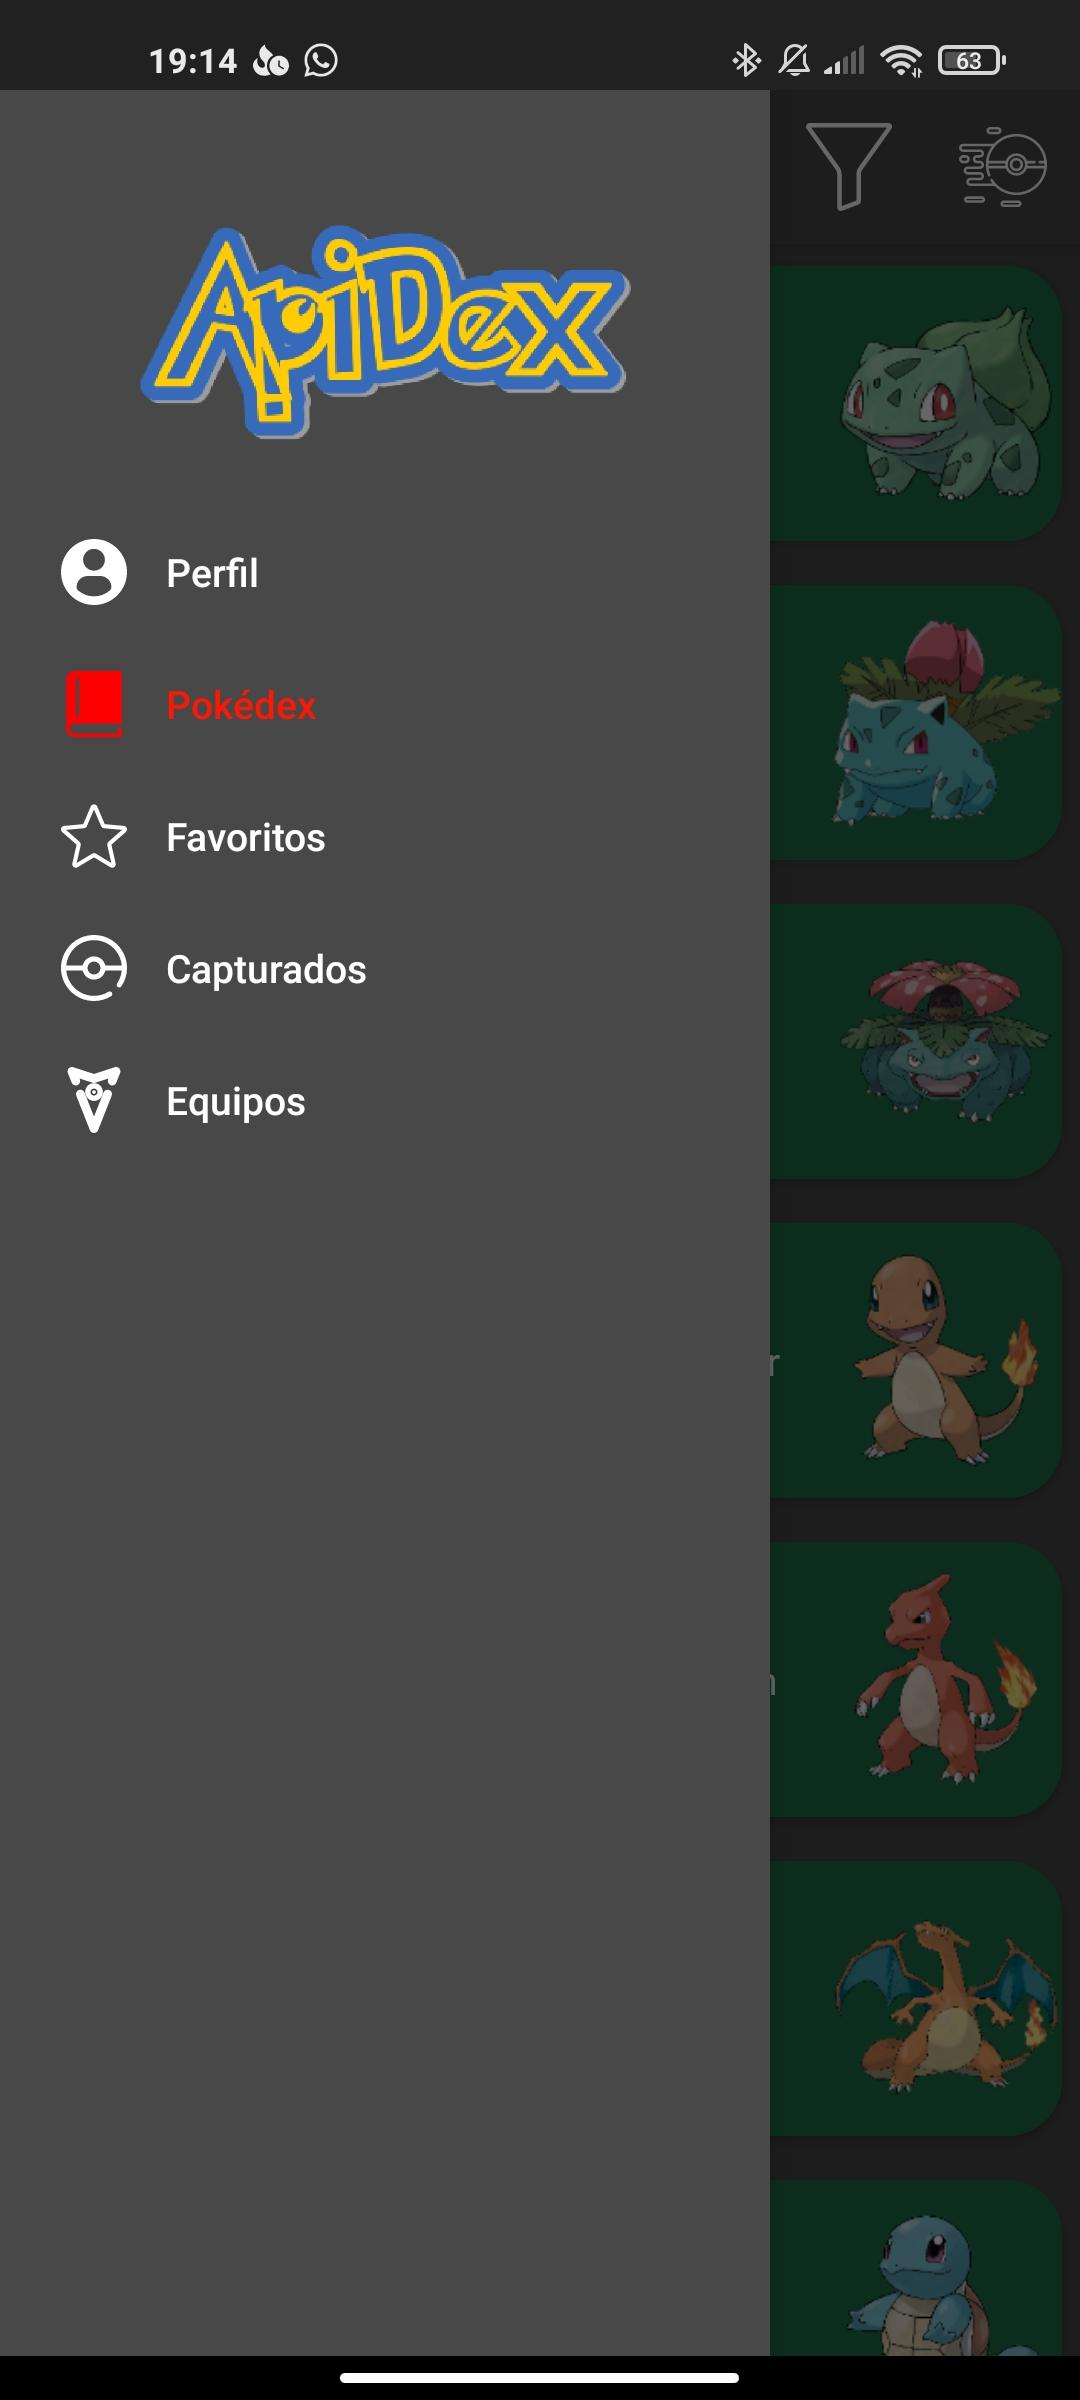 19:14
63
ApiDex
Perfil
Pokédex
Favoritos
Capturados
Equipos
r